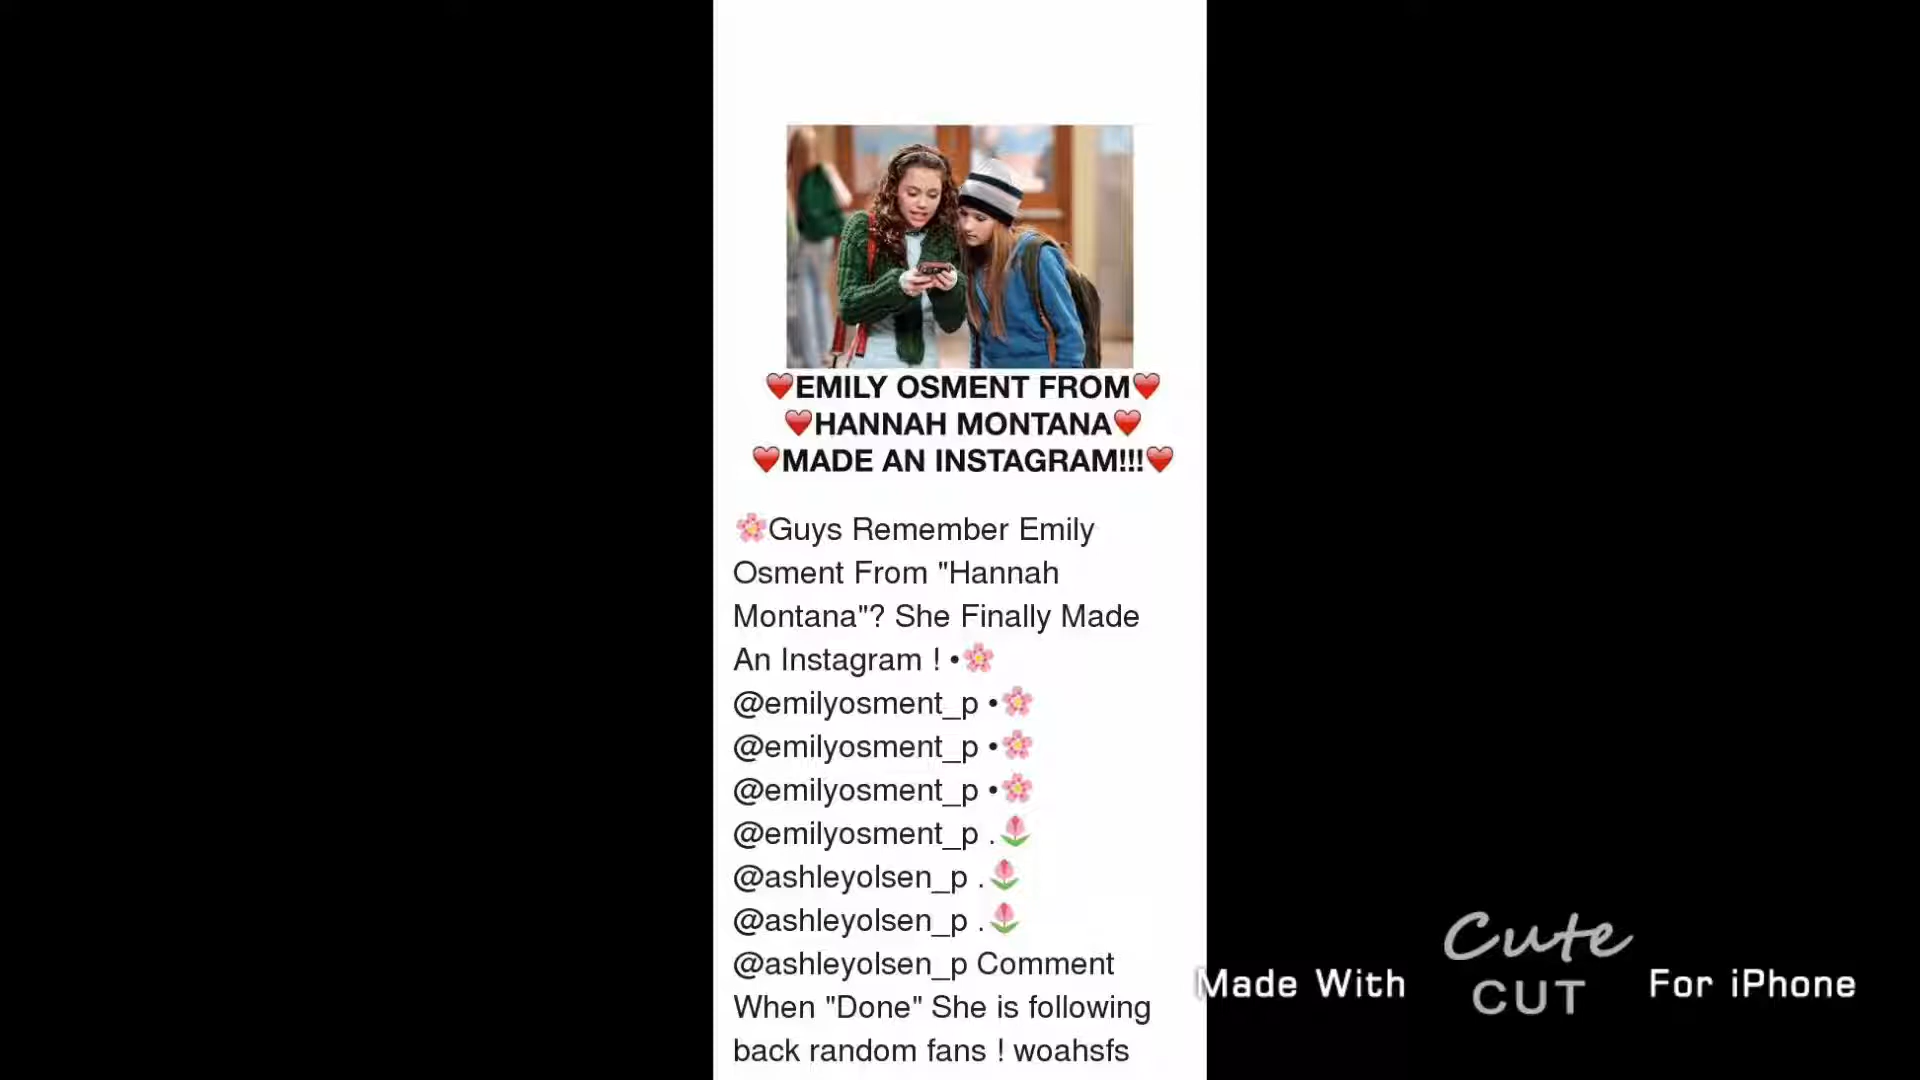 ❤️EMILY OSMENT FROM❤️
❤️HANNAH MONTANA❤️
❤️MADE AN INSTAGRAM!!!❤️
🌸Guys Remember Emily
Osment From "Hannah
Montana"? She Finally Made
An Instagram ! •🌸
@emilyosment_p •🌸
@emilyosment_p •🌸
@emilyosment_p •🌸
@emilyosment_p .🌷
@ashleyolsen_p .🌷
@ashleyolsen_p .🌷
@ashleyolsen_p Comment
When "Done" She is following
back random fans ! woahsfs
Made With Cute CUT For iPhone